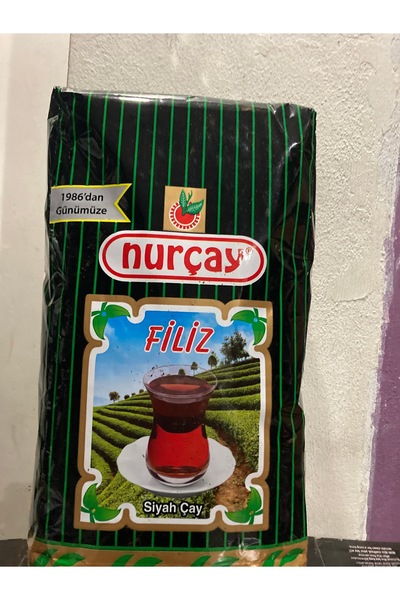 1986'dan
Günümüze
nurçay
FİLİZ
Siyah Çay